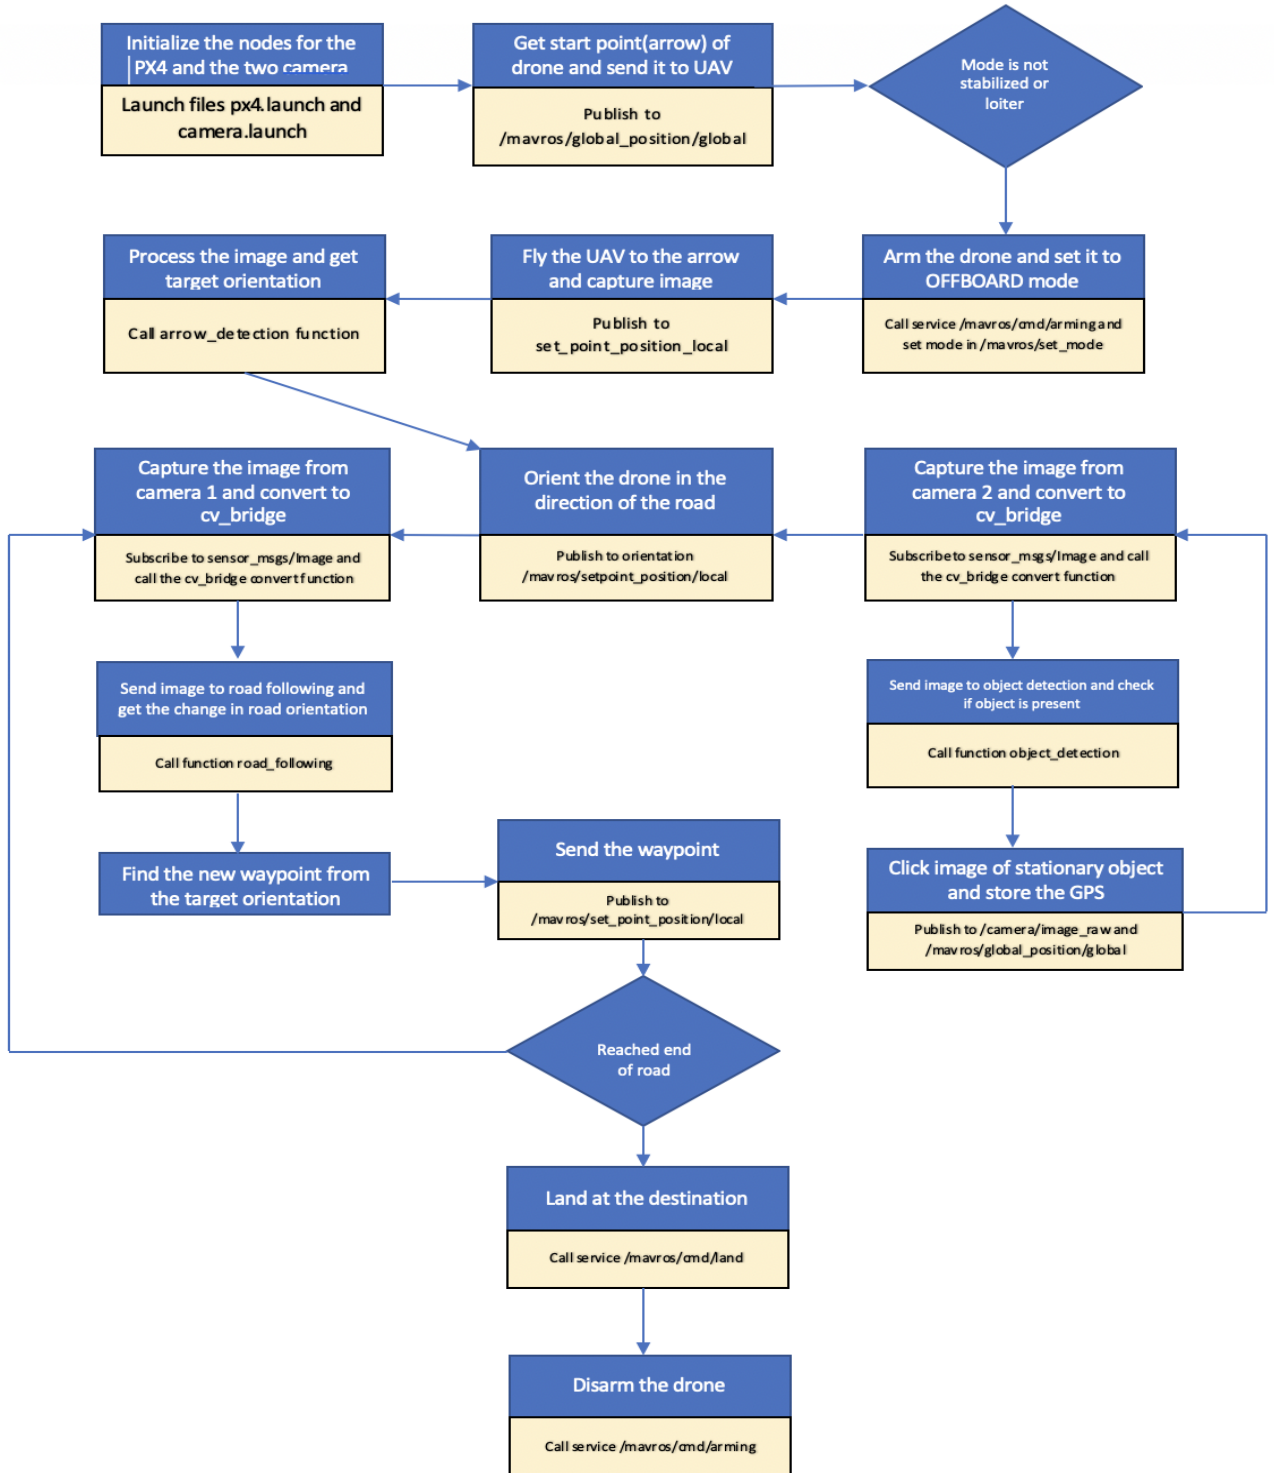 Initialize the nodes for the
PX4 and the two camera
Launch files px4.launch and
camera.launch
Get start point(arrow) of
drone and send it to UAV
Publish to
/mavros/global_position/global
Mode is not
stabilized or
loiter
Process the image and get
target orientation
Call arrow_detection function
Fly the UAV to the arrow
and capture image
Publish to
set_point_position_local
Arm the drone and set it to
OFFBOARD mode
Call service /mavros/cmd/arming and
set mode in /mavros/set_mode
Capture the image from
camera 1 and convert to
cv_bridge
Subscribe to sensor_msgs/Image and
call the cv_bridge convert function
Orient the drone in the
direction of the road
Publish to orientation
/mavros/setpoint_position/local
Capture the image from
camera 2 and convert to
cv_bridge
Subscribe to sensor_msgs/Image and call
the cv_bridge convert function
Send image to road following and
get the change in road orientation
Call function road_following
Send image to object detection and check
if object is present
Call function object_detection
Find the new waypoint from
the target orientation
Send the waypoint
Publish to
/mavros/set_point_position/local
Click image of stationary object
and store the GPS
Publish to /camera/image_raw and
/mavros/global_position/global
Reached end
of road
Land at the destination
Call service /mavros/cmd/land
Disarm the drone
Call service /mavros/cmd/arming